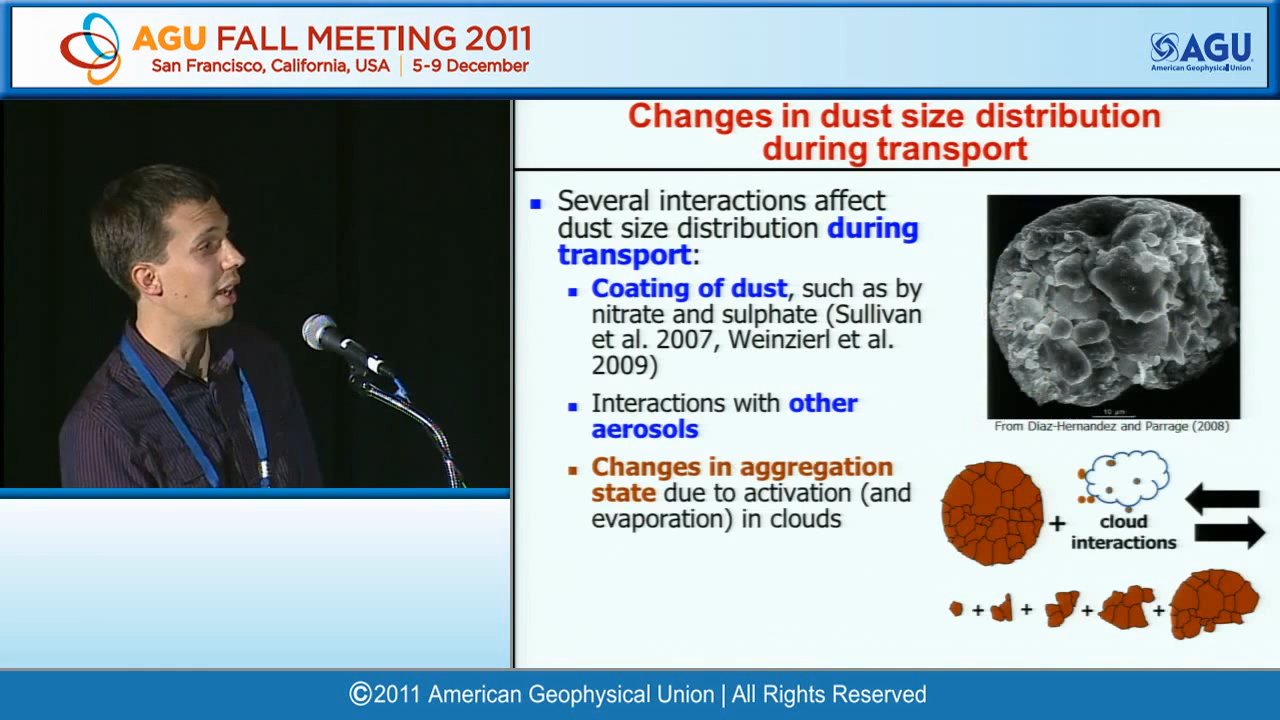 AGU FALL MEETING 2011
San Francisco, California, USA | 5-9 December
AGU
American Geophysical Union
Changes in dust size distribution
during transport
Several interactions affect
dust size distribution during
transport:
Coating of dust, such as by
nitrate and sulphate (Sullivan
et al. 2007, Weinzierl et al.
2009)
Interactions with other
aerosols
Changes in aggregation
state due to activation (and
evaporation) in clouds
10 µm
From Diaz-Hernandez and Parrage (2008)
+
cloud
interactions
+ + + +
©2011 American Geophysical Union | All Rights Reserved